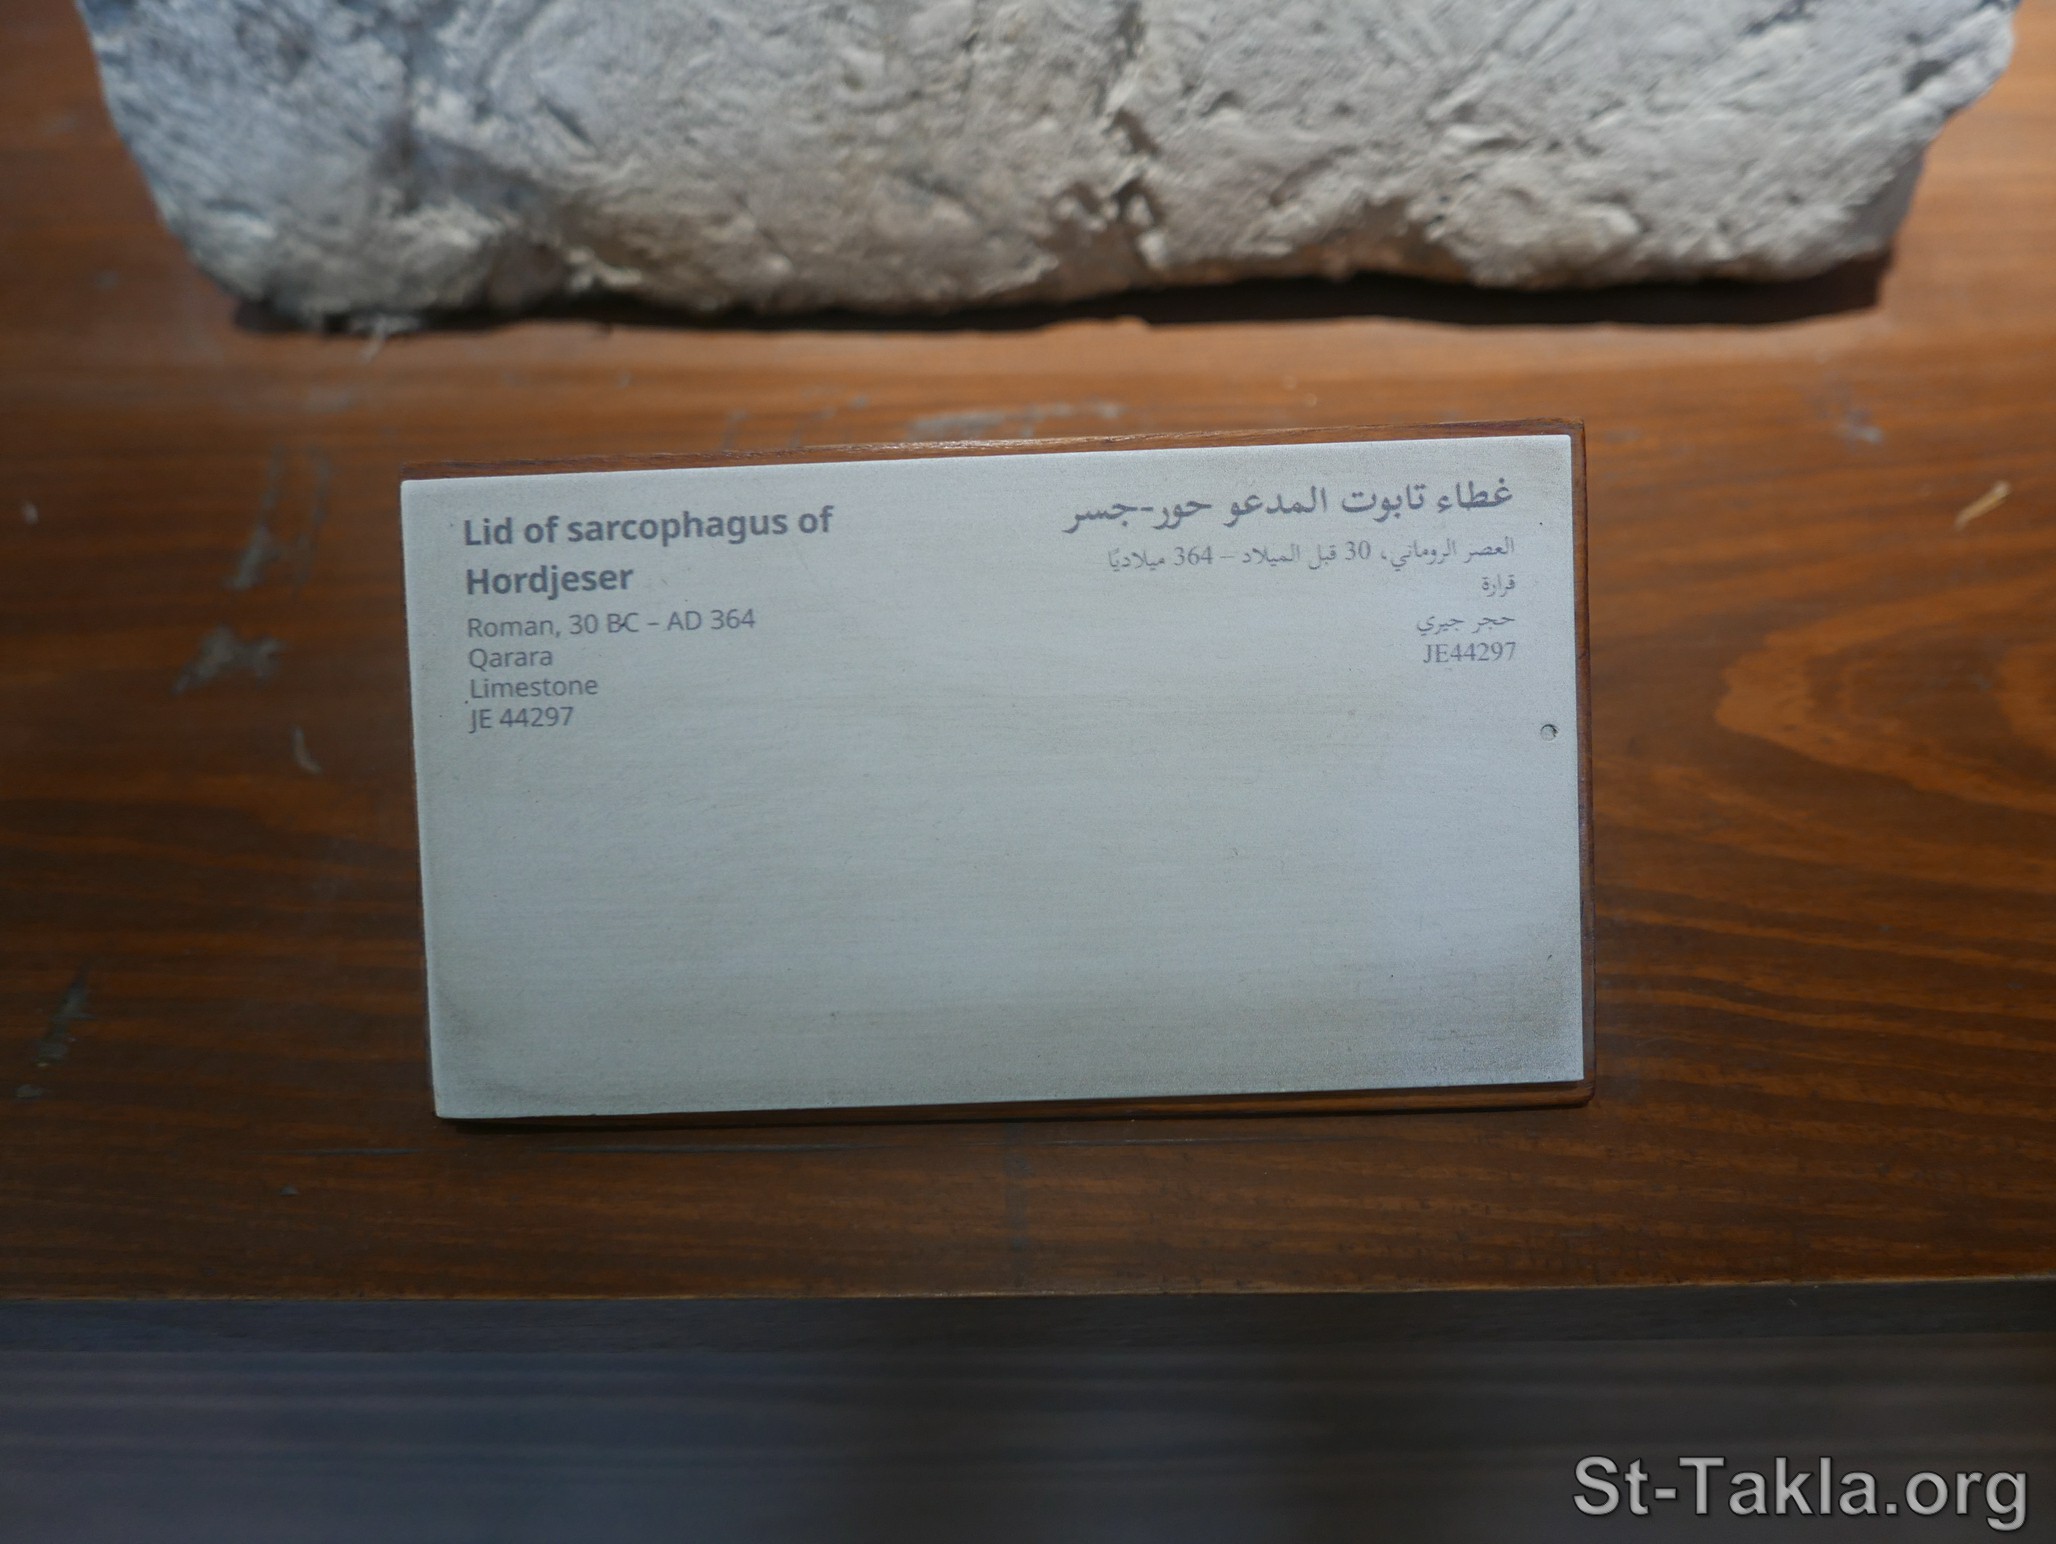 Lid of sarcophagus of
Hordjeser
Roman, 30 BC – AD 364
Qarara
Limestone
JE 44297
غطاء تابوت المدعو حور-جسر
العصر الروماني، 30 قبل الميلاد – 364 ميلاديًا
قرارة
حجر جيري
JE44297
St-Takla.org